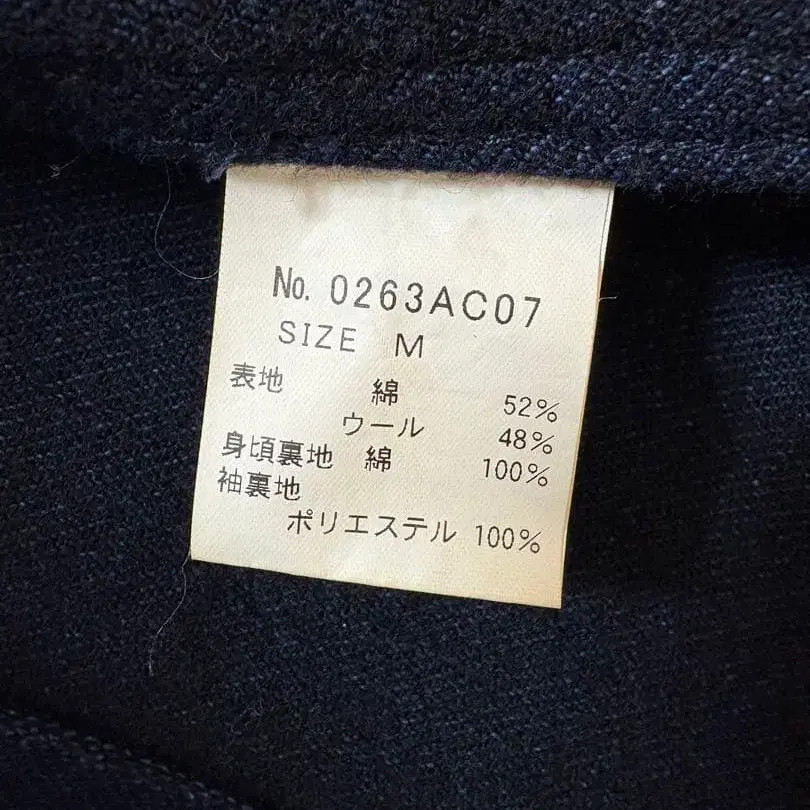 No. 0263AC07
SIZE M
表地 綿 52%
ウール 48%
身頃裏地 綿 100%
袖裏地
ポリエステル 100%